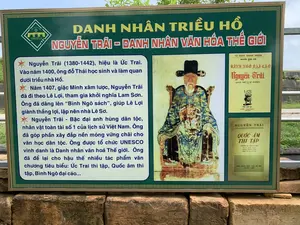 DANH NHÂN TRIỀU HỒ
NGUYỄN TRÃI - DANH NHÂN VĂN HÓA THẾ GIỚI
Nguyễn Trãi (1380-1442), hiệu là Ức Trai.
Vào năm 1400, ông đỗ Thái học sinh và làm quan
dưới triều nhà Hồ.
Năm 1407, giặc Minh xâm lược, Nguyễn Trãi
đã đi theo Lê Lợi, tham gia khởi nghĩa Lam Sơn.
Ông đã dâng lên "Bình Ngô sách", giúp Lê Lợi
giành thắng lợi, lập nên nhà Lê Sơ.
Nguyễn Trãi - Bậc đại anh hùng dân tộc,
nhân vật toàn tài số 1 của lịch sử Việt Nam. Ông
đã góp phần xây đắp nền móng vững chãi cho
văn học dân tộc. Ông được tổ chức UNESCO
vinh danh là Danh nhân văn hoá Thế giới. Ông
đã để lại cho hậu thế nhiều tác phẩm văn
chương tiêu biểu: Ức Trai thi tập, Quốc âm thi
tập, Bình Ngô đại cáo...
Nguyễn Trãi
NGUYỄN TRÃI
QUỐC ÂM
THI TẬP